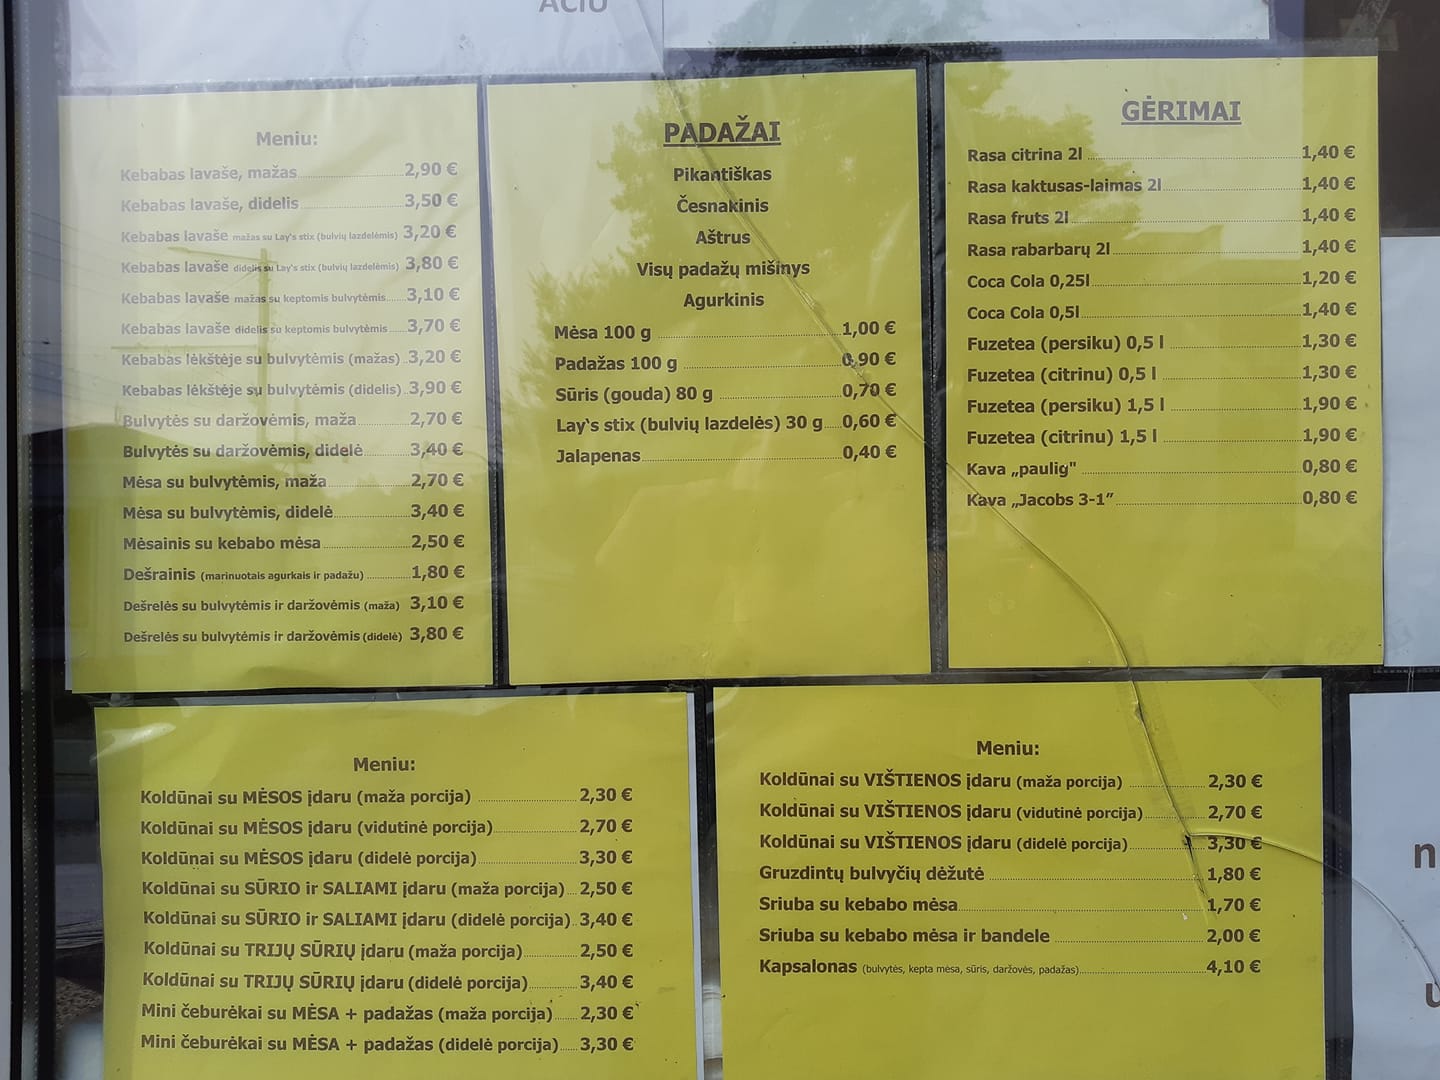 AČIŪ
Meniu:
Kebabas lavaše, mažas 2,90 €
Kebabas lavaše, didelis 3,50 €
Kebabas lavaše mažas su Lay's stix (bulvių lazdelėmis) 3,20 €
Kebabas lavaše didelis su Lay's stix (bulvių lazdelėmis) 3,80 €
Kebabas lavaše mažas su keptomis bulvytėmis 3,10 €
Kebabas lavaše didelis su keptomis bulvytėmis 3,70 €
Kebabas lėkštėje su bulvytėmis (mažas) 3,20 €
Kebabas lėkštėje su bulvytėmis (didelis) 3,90 €
Bulvytės su daržovėmis, maža 2,70 €
Bulvytės su daržovėmis, didelė 3,40 €
Mėsa su bulvytėmis, maža 2,70 €
Mėsa su bulvytėmis, didelė 3,40 €
Mėsainis su kebabo mėsa 2,50 €
Dešrainis (marinuotais agurkais ir padažu) 1,80 €
Dešrelės su bulvytėmis ir daržovėmis (maža) 3,10 €
Dešrelės su bulvytėmis ir daržovėmis (didelė) 3,80 €
PADAŽAI
Pikantiškas
Česnakinis
Aštrus
Visų padažų mišinys
Agurkinis
Mėsa 100 g 1,00 €
Padažas 100 g 0,90 €
Sūris (gouda) 80 g 0,70 €
Lay's stix (bulvių lazdelės) 30 g 0,60 €
Jalapenas 0,40 €
GĖRIMAI
Rasa citrina 2l 1,40 €
Rasa kaktusas-laimas 2l 1,40 €
Rasa fruts 2l 1,40 €
Rasa rabarbarų 2l 1,40 €
Coca Cola 0,25l 1,20 €
Coca Cola 0,5l 1,40 €
Fuzetea (persiku) 0,5 l 1,30 €
Fuzetea (citrinu) 0,5 l 1,30 €
Fuzetea (persiku) 1,5 l 1,90 €
Fuzetea (citrinu) 1,5 l 1,90 €
Kava „paulig" 0,80 €
Kava „Jacobs 3-1" 0,80 €
Meniu:
Koldūnai su MĖSOS įdaru (maža porcija) 2,30 €
Koldūnai su MĖSOS įdaru (vidutinė porcija) 2,70 €
Koldūnai su MĖSOS įdaru (didelė porcija) 3,30 €
Koldūnai su SŪRIO ir SALIAMI įdaru (maža porcija) 2,50 €
Koldūnai su SŪRIO ir SALIAMI įdaru (didelė porcija) 3,40 €
Koldūnai su TRIJŲ SŪRIŲ įdaru (maža porcija) 2,50 €
Koldūnai su TRIJŲ SŪRIŲ įdaru (didelė porcija) 3,40 €
Mini čeburėkai su MĖSA + padažas (maža porcija) 2,30 €
Mini čeburėkai su MĖSA + padažas (didelė porcija) 3,30 €
Meniu:
Koldūnai su VIŠTIENOS įdaru (maža porcija) 2,30 €
Koldūnai su VIŠTIENOS įdaru (vidutinė porcija) 2,70 €
Koldūnai su VIŠTIENOS įdaru (didelė porcija) 3,30 €
Gruzdintų bulvyčių dėžutė 1,80 €
Sriuba su kebabo mėsa 1,70 €
Sriuba su kebabo mėsa ir bandele 2,00 €
Kapsalonas (bulvytės, kepta mėsa, sūris, daržovės, padažas) 4,10 €